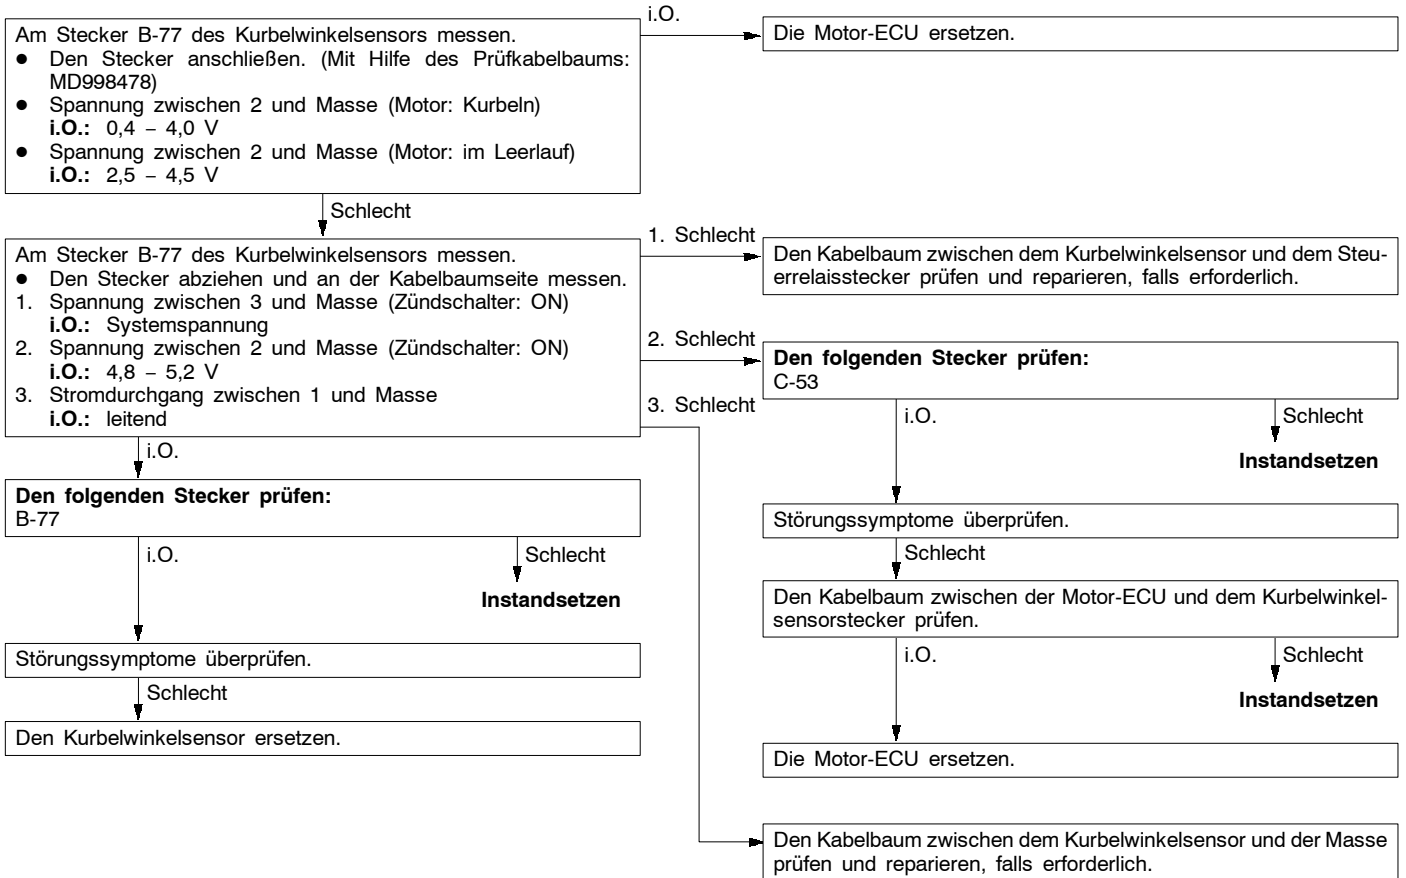 Am Stecker B-77 des Kurbelwinkelsensors messen.
● Den Stecker anschließen. (Mit Hilfe des Prüfkabelbaums:
MD998478)
● Spannung zwischen 2 und Masse (Motor: Kurbeln)
i.O.: 0,4 – 4,0 V
● Spannung zwischen 2 und Masse (Motor: im Leerlauf)
i.O.: 2,5 – 4,5 V
i.O.
Die Motor-ECU ersetzen.
Schlecht
Am Stecker B-77 des Kurbelwinkelsensors messen.
● Den Stecker abziehen und an der Kabelbaumseite messen.
1. Spannung zwischen 3 und Masse (Zündschalter: ON)
i.O.: Systemspannung
2. Spannung zwischen 2 und Masse (Zündschalter: ON)
i.O.: 4,8 – 5,2 V
3. Stromdurchgang zwischen 1 und Masse
i.O.: leitend
1. Schlecht
Den Kabelbaum zwischen dem Kurbelwinkelsensor und dem Steu-
errelaisstecker prüfen und reparieren, falls erforderlich.
2. Schlecht
Den folgenden Stecker prüfen:
C-53
3. Schlecht
i.O.
Schlecht
Instandsetzen
i.O.
Den folgenden Stecker prüfen:
B-77
Störungssymptome überprüfen.
i.O.
Schlecht
Instandsetzen
Schlecht
Den Kabelbaum zwischen der Motor-ECU und dem Kurbelwinkel-
sensorstecker prüfen.
Störungssymptome überprüfen.
i.O.
Schlecht
Instandsetzen
Schlecht
Den Kurbelwinkelsensor ersetzen.
Die Motor-ECU ersetzen.
Den Kabelbaum zwischen dem Kurbelwinkelsensor und der Masse
prüfen und reparieren, falls erforderlich.